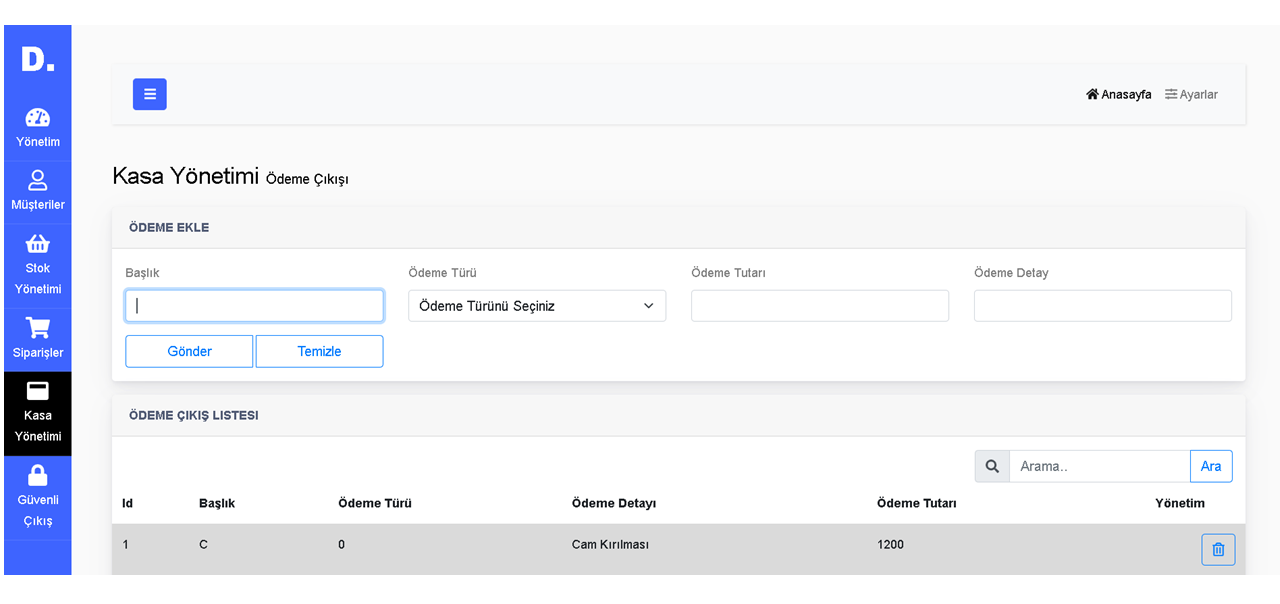 D.
Yönetim
Müşteriler
Stok
Yönetimi
Siparişler
Kasa
Yönetimi
Güvenli
Çıkış
Anasayfa Ayarlar
Kasa Yönetimi Ödeme Çıkışı
ÖDEME EKLE
Başlık Ödeme Türü Ödeme Tutarı Ödeme Detay
Ödeme Türünü Seçiniz
Gönder Temizle
ÖDEME ÇIKIŞ LISTESI
Arama.. Ara
Id Başlık Ödeme Türü Ödeme Detayı Ödeme Tutarı Yönetim
1 C 0 Cam Kırılması 1200